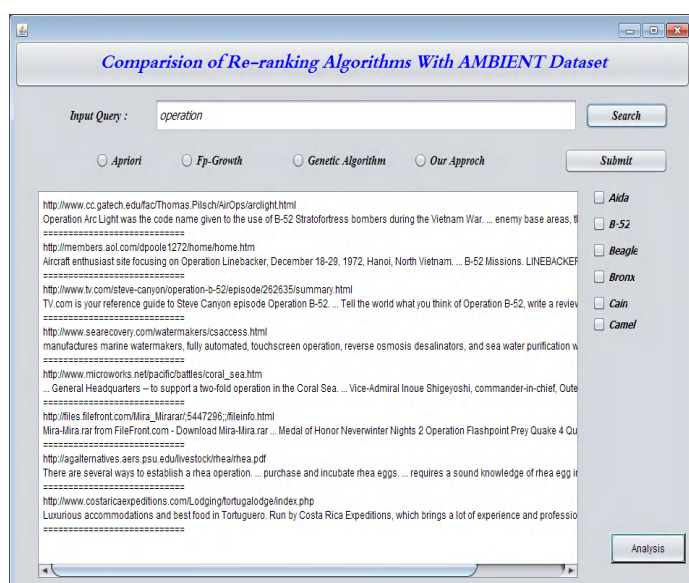 Comparision of Re-ranking Algorithms With AMBIENT Dataset
Input Query : operation Search
Apriori Fp-Growth Genetic Algorithm Our Approch Submit
http://www.cc.gatech.edu/fac/Thomas.Pilsch/AirOps/arclight.html
Operation Arc Light was the code name given to the use of B-52 Stratofortress bombers during the Vietnam War. ... enemy base areas,
===========================
http://members.aol.com/dpoole1272/home/home.htm
Aircraft enthusiast site focusing on Operation Linebacker, December 18-29, 1972, Hanoi, North Vietnam. ... B-52 Missions. LINEBACKER
===========================
http://www.tv.com/steve-canyon/operation-b-52/episode/262635/summary.html
TV.com is your reference guide to Steve Canyon episode Operation B-52. ... Tell the world what you think of Operation B-52, write a review
===========================
http://www.searecovery.com/watermakers/csaccess.html
manufactures marine watermakers, fully automated, touchscreen operation, reverse osmosis desalinators, and sea water purification w
===========================
http://www.microworks.net/pacific/battles/coral_sea.htm
... General Headquarters -- to support a two-fold operation in the Coral Sea. ... Vice-Admiral Inoue Shigeyoshi, commander-in-chief, Oute
===========================
http://files.filefront.com/Mira_Mirarar/;5447296;;/fileinfo.html
Mira-Mira.rar from FileFront.com - Download Mira-Mira.rar ... Medal of Honor Neverwinter Nights 2 Operation Flashpoint Prey Quake 4 Qu
===========================
http://agalternatives.aers.psu.edu/livestock/rhea/rhea.pdf
There are several ways to establish a rhea operation. ... purchase and incubate rhea eggs. ... requires a sound knowledge of rhea egg
===========================
http://www.costaricaexpeditions.com/Lodging/tortugalodge/index.php
Luxurious accommodations and best food in Tortuguero. Run by Costa Rica Expeditions, which brings a lot of experience and professio
===========================
Aida
B-52
Beagle
Bronx
Cain
Camel
Analysis